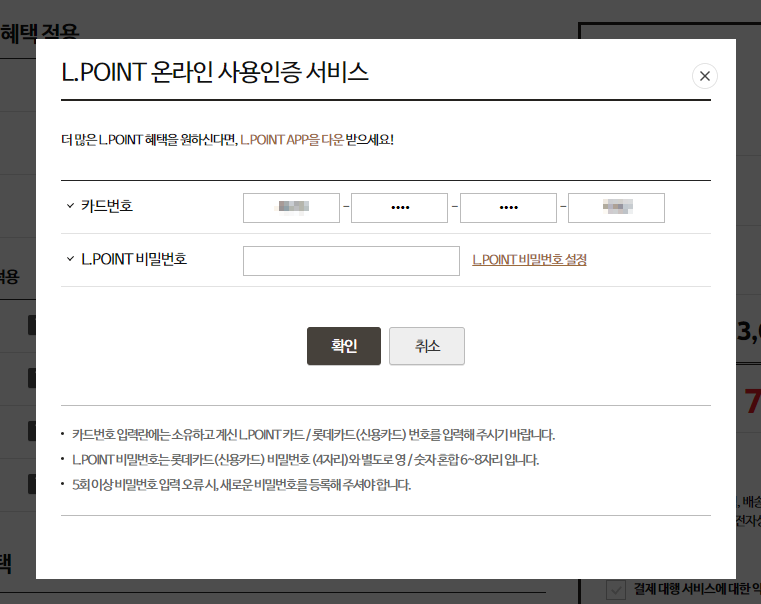 혜택 적용
L.POINT 온라인 사용인증 서비스
더 많은 L.POINT 혜택을 원하신다면, L.POINT APP을 다운 받으세요!
카드번호 - •••• - •••• -
L.POINT 비밀번호 L.POINT 비밀번호 설정
적용
확인 취소
3,
7
카드번호 입력란에는 소유하고 계신 L.POINT 카드 / 롯데카드(신용카드) 번호를 입력해 주시기 바랍니다.
L.POINT 비밀번호는 롯데카드(신용카드) 비밀번호 (4자리)와 별도로 영 / 숫자 혼합 6~8자리 입니다.
5회 이상 비밀번호 입력 오류 시, 새로운 비밀번호를 등록해 주셔야 합니다.
, 배송
전자상
택
결제 대행 서비스에 대한 약